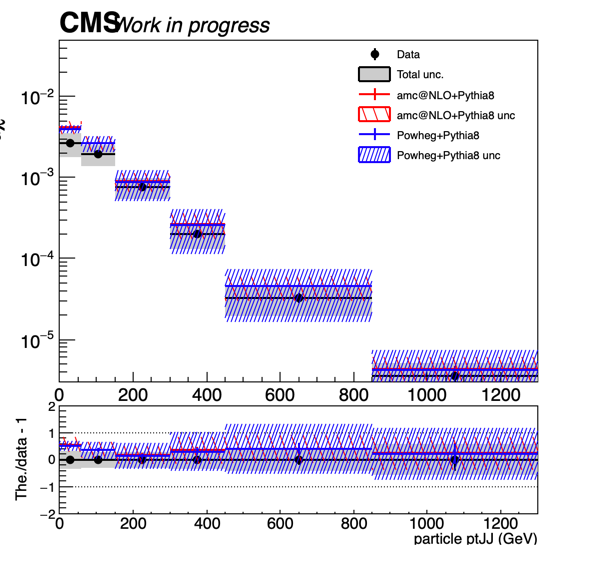 CMS Work in progress
Data
Total unc.
amc@NLO+Pythia8
amc@NLO+Pythia8 unc
Powheg+Pythia8
Powheg+Pythia8 unc
10−2
10−3
10−4
10−5
0 200 400 600 800 1000 1200
The./data - 1
2
1
0
−1
−2
0 200 400 600 800 1000 1200
particle ptJJ (GeV)